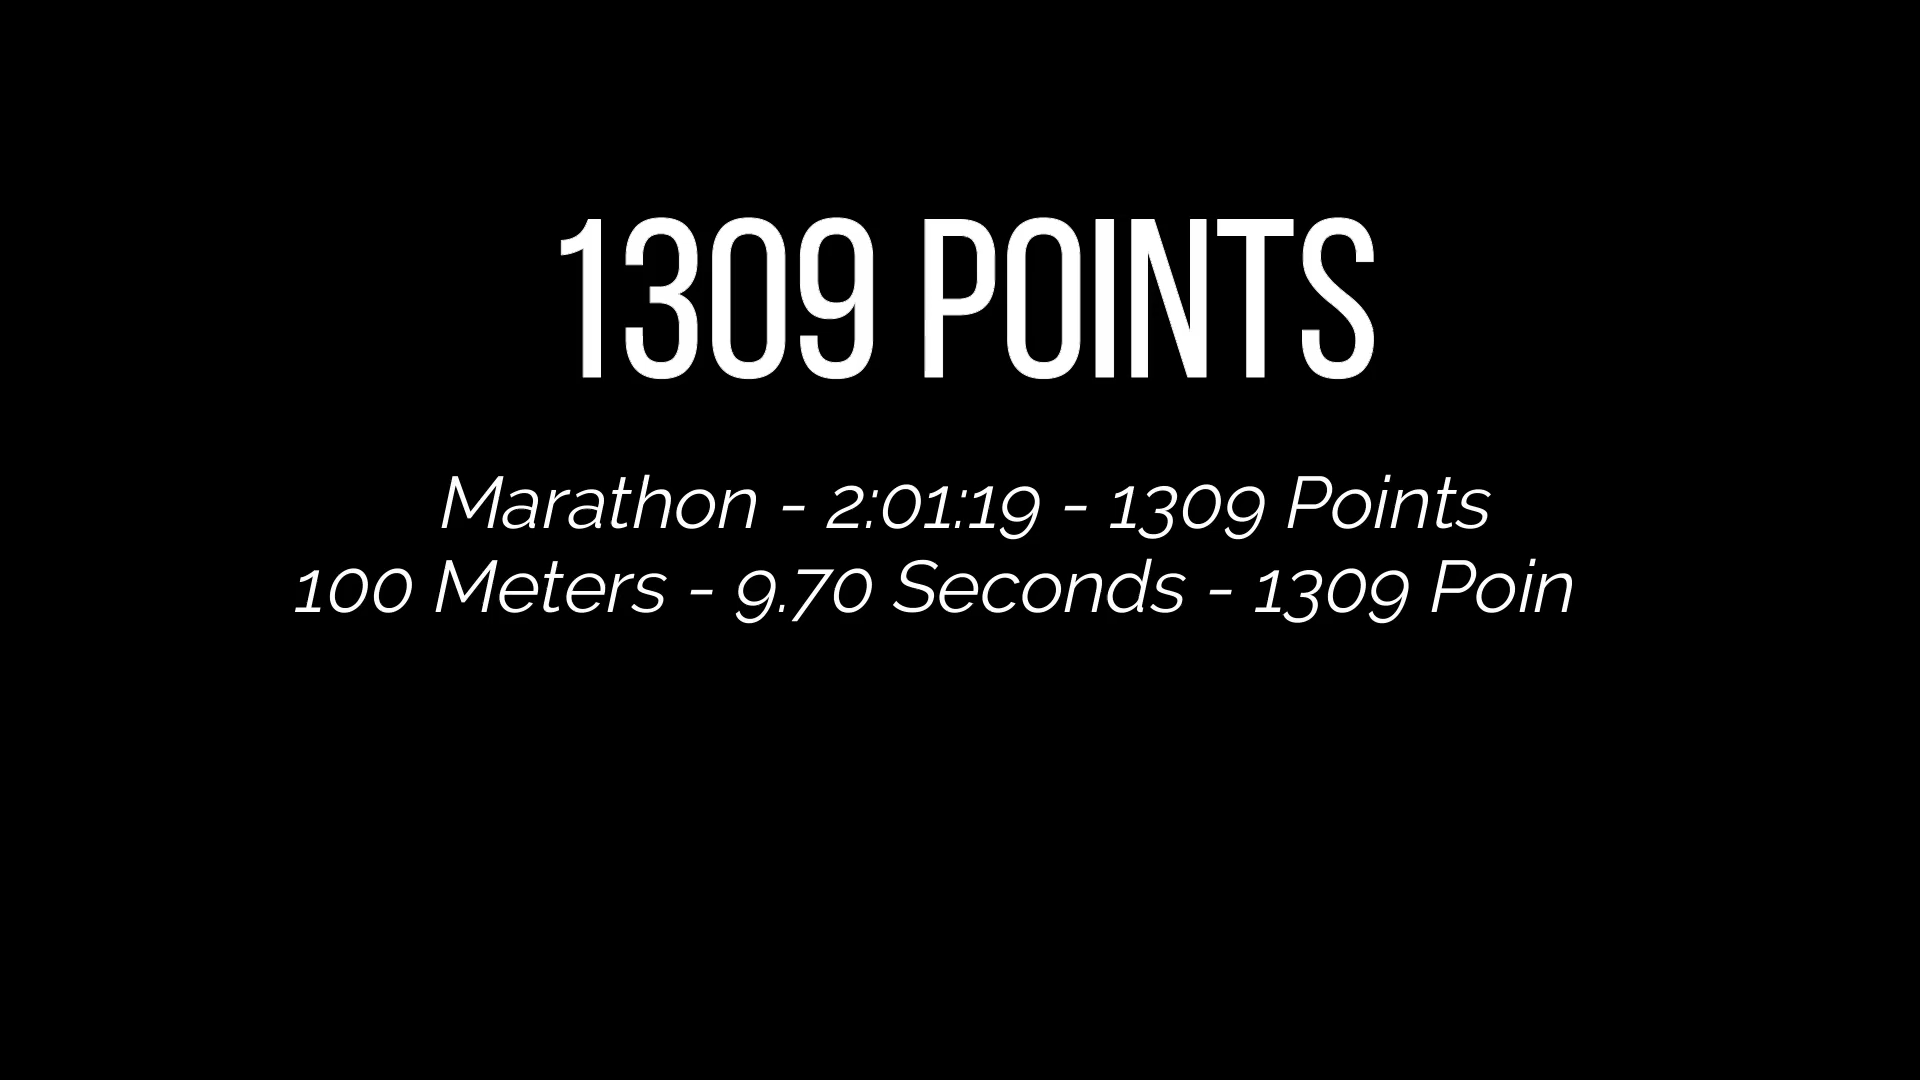 1309 POINTS
Marathon - 2:01:19 - 1309 Points
100 Meters - 9.70 Seconds - 1309 Poin